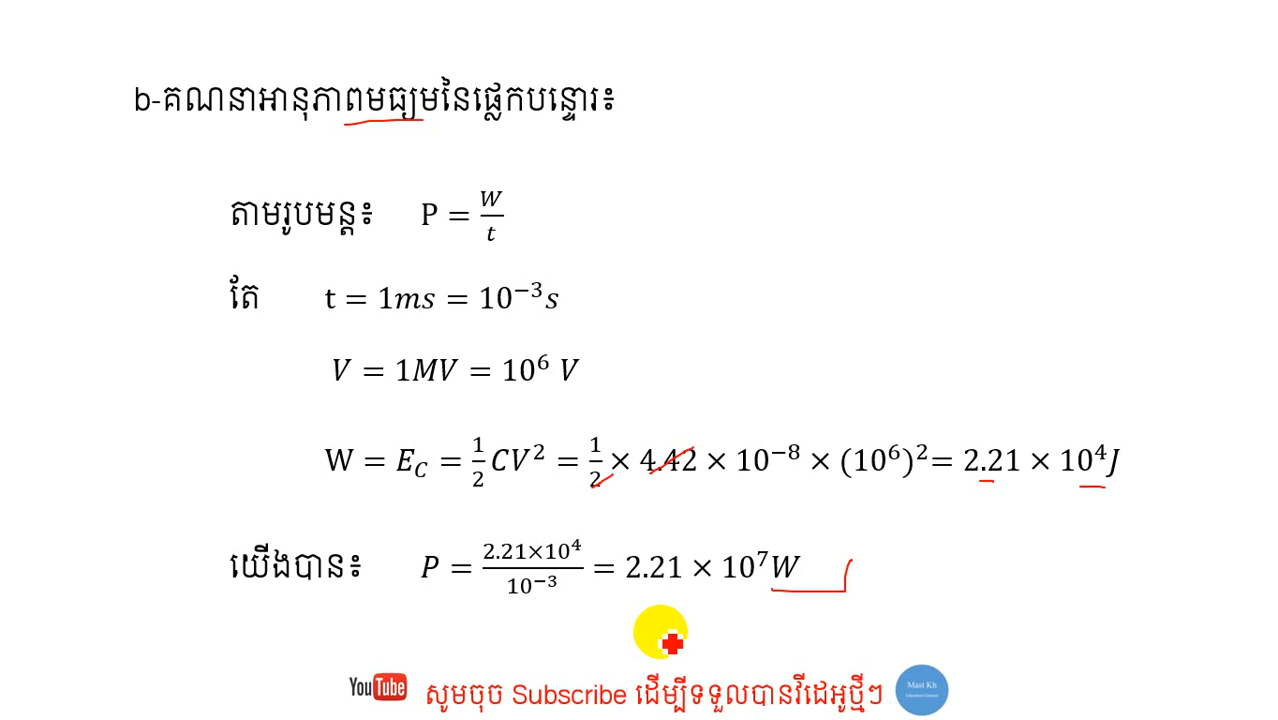 b-គណនាអានុភាពមធ្យមនៃផ្លេកបន្ទោរ៖
តាមរូបមន្ត៖ P = W/t
តែ t = 1ms = 10⁻³s
V = 1MV = 10⁶ V
W = E_C = 1/2 CV² = 1/2 × 4.42 × 10⁻⁸ × (10⁶)² = 2.21 × 10⁴J
យើងបាន៖ P = 2.21×10⁴/10⁻³ = 2.21 × 10⁷W
YouTube សូមចុច Subscribe ដើម្បីទទួលបានវីដេអូថ្មីៗ Mast Kh